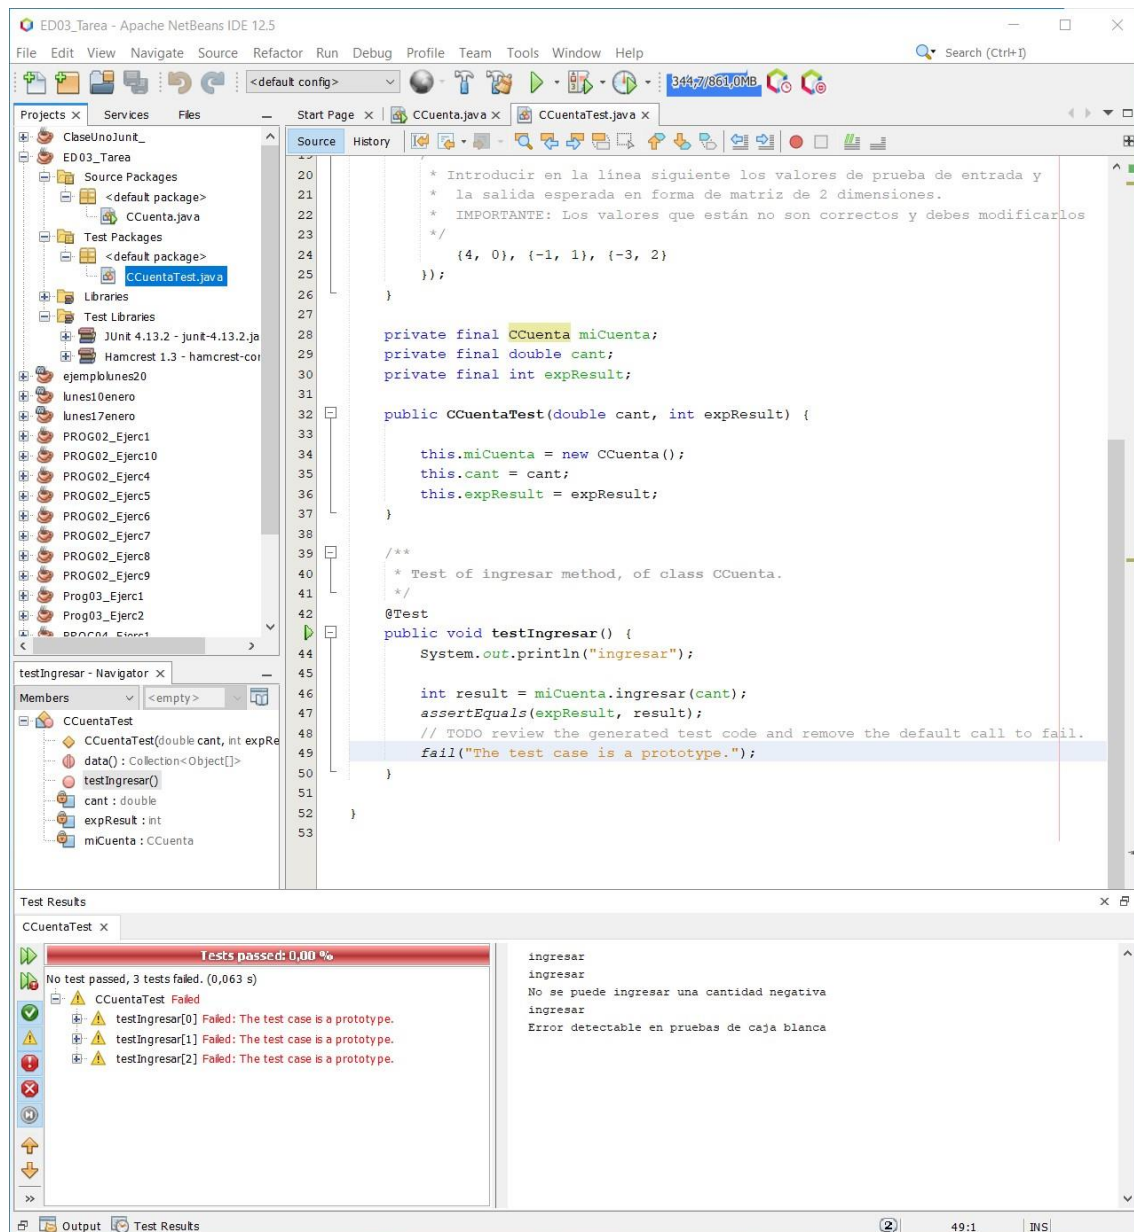 ED03_Tarea - Apache NetBeans IDE 12.5
File Edit View Navigate Source Refactor Run Debug Profile Team Tools Window Help
Search (Ctrl+I)
<default config>
344,7/861,0MB
Projects Services Files
Start Page CCuenta.java CCuentaTest.java
ClaseUnoJunit_
ED03_Tarea
Source Packages
<default package>
CCuenta.java
Test Packages
<default package>
CCuentaTest.java
Libraries
Test Libraries
JUnit 4.13.2 - junit-4.13.2.ja
Hamcrest 1.3 - hamcrest-cor
ejemplolunes20
lunes10enero
lunes17enero
PROG02_Ejerc1
PROG02_Ejerc10
PROG02_Ejerc4
PROG02_Ejerc5
PROG02_Ejerc6
PROG02_Ejerc7
PROG02_Ejerc8
PROG02_Ejerc9
Prog03_Ejerc1
Prog03_Ejerc2
PROG04_Ejerc1
testIngresar - Navigator
Members <empty>
CCuentaTest
CCuentaTest(double cant, int expRe
data() : Collection<Object[]>
testIngresar()
cant : double
expResult : int
miCuenta : CCuenta
Source History
19
20 * Introducir en la línea siguiente los valores de prueba de entrada y
21 * la salida esperada en forma de matriz de 2 dimensiones.
22 * IMPORTANTE: Los valores que están no son correctos y debes modificarlos
23 */
24 {4, 0}, {-1, 1}, {-3, 2}
25 });
26 }
27
28 private final CCuenta miCuenta;
29 private final double cant;
30 private final int expResult;
31
32 public CCuentaTest(double cant, int expResult) {
33
34 this.miCuenta = new CCuenta();
35 this.cant = cant;
36 this.expResult = expResult;
37 }
38
39 /**
40 * Test of ingresar method, of class CCuenta.
41 */
42 @Test
public void testIngresar() {
44 System.out.println("ingresar");
45
46 int result = miCuenta.ingresar(cant);
47 assertEquals(expResult, result);
48 // TODO review the generated test code and remove the default call to fail.
49 fail("The test case is a prototype.");
50 }
51
52 }
53
Test Results
CCuentaTest
Tests passed: 0,00 %
No test passed, 3 tests failed. (0,063 s)
CCuentaTest Failed
testIngresar[0] Failed: The test case is a prototype.
testIngresar[1] Failed: The test case is a prototype.
testIngresar[2] Failed: The test case is a prototype.
ingresar
ingresar
No se puede ingresar una cantidad negativa
ingresar
Error detectable en pruebas de caja blanca
Output Test Results
2 49:1 INS